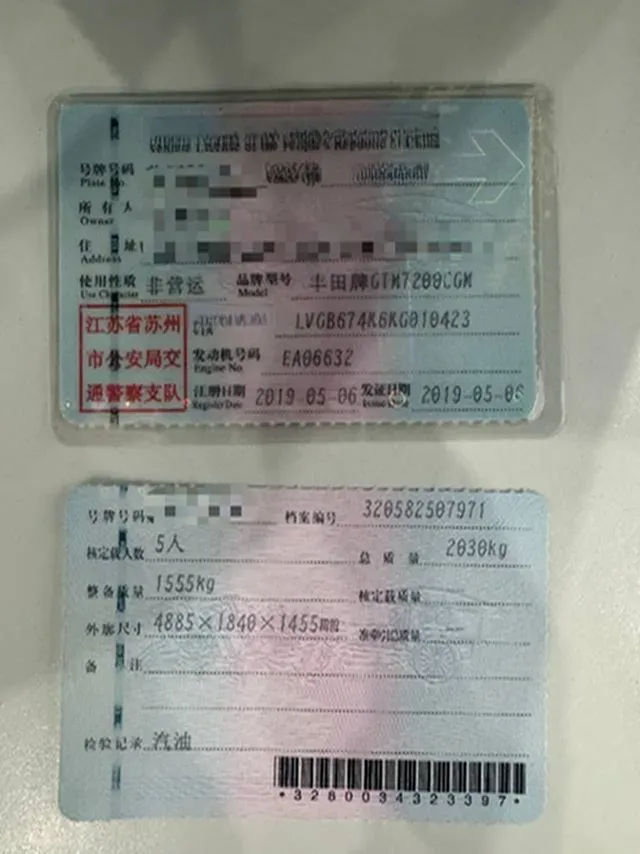 号牌号码
Plate No.
所有人
Owner
住址
Address
使用性质 非营运 品牌型号 丰田牌GTM7200CGM
Use Character Model
江苏省苏州
市公安局交
通警察支队
LVGB674K6KG010423
发动机号码 EA06632
Engine No.
注册日期 2019-05-06 发证日期 2019-05-06
Register Date Issue Date
号牌号码 档案编号 320582507971
核定载人数 5人 总质量 2030kg
整备质量 1555kg 核定载质量
外廓尺寸 4885×1840×1455 准牵引总质量
备注
检验记录 汽油
*3280034323397*